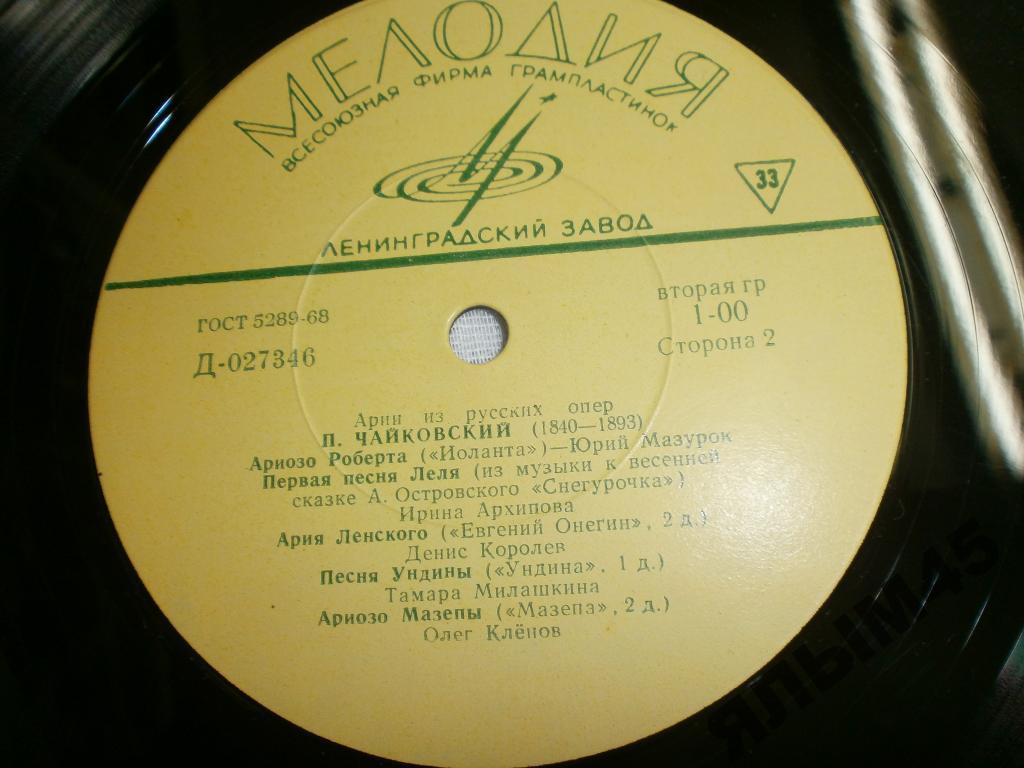 МЕЛОДИЯ
ВСЕСОЮЗНАЯ ФИРМА ГРАМПЛАСТИНОК
33
ЛЕНИНГРАДСКИЙ ЗАВОД
ГОСТ 5289-68
Д-027346
вторая гр
1-00
Сторона 2
Арии из русских опер
П. ЧАЙКОВСКИЙ (1840—1893)
Ариозо Роберта («Иоланта»)—Юрий Мазурок
Первая песня Леля (из музыки к весенней
сказке А. Островского «Снегурочка»)
Ирина Архипова
Ария Ленского («Евгений Онегин», 2 д.)
Денис Королев
Песня Ундины («Ундина», 1 д.)
Тамара Милашкина
Ариозо Мазепы («Мазепа», 2 д.)
Олег Клёнов
ЯЛЫМ45